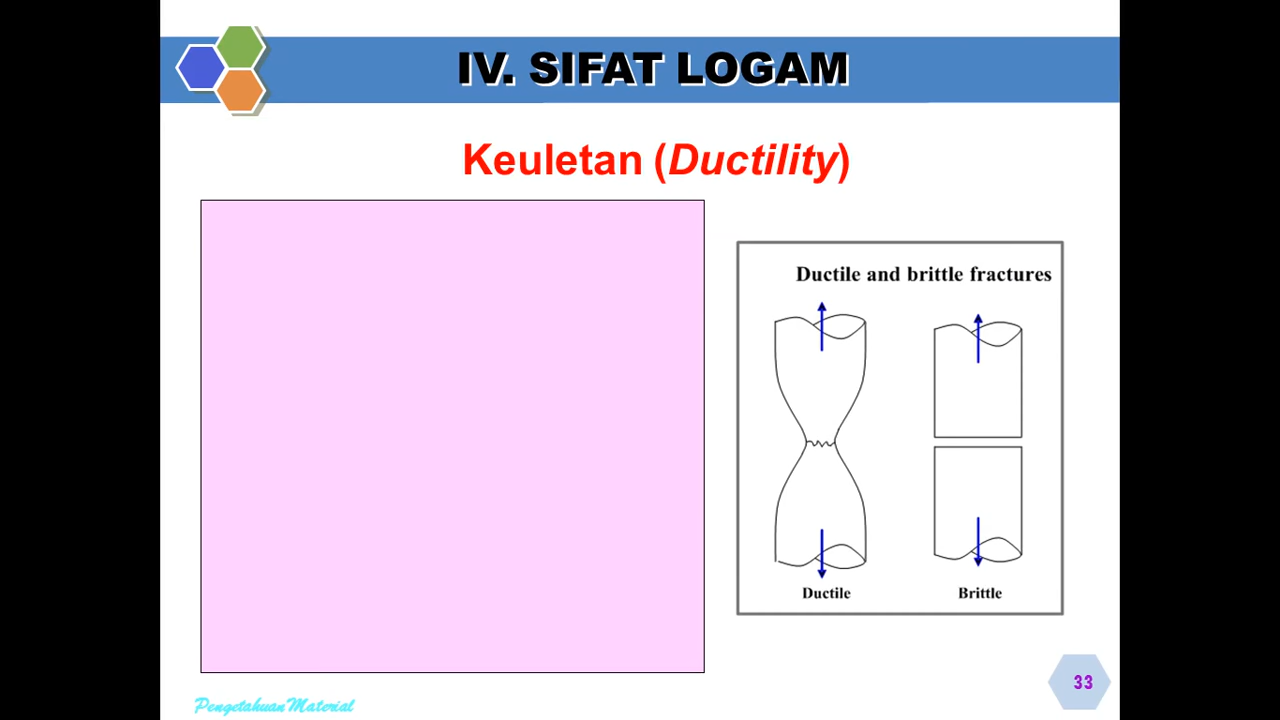 IV. SIFAT LOGAM
Keuletan (Ductility)
Ductile and brittle fractures
Ductile
Brittle
33
Pengetahuan Material